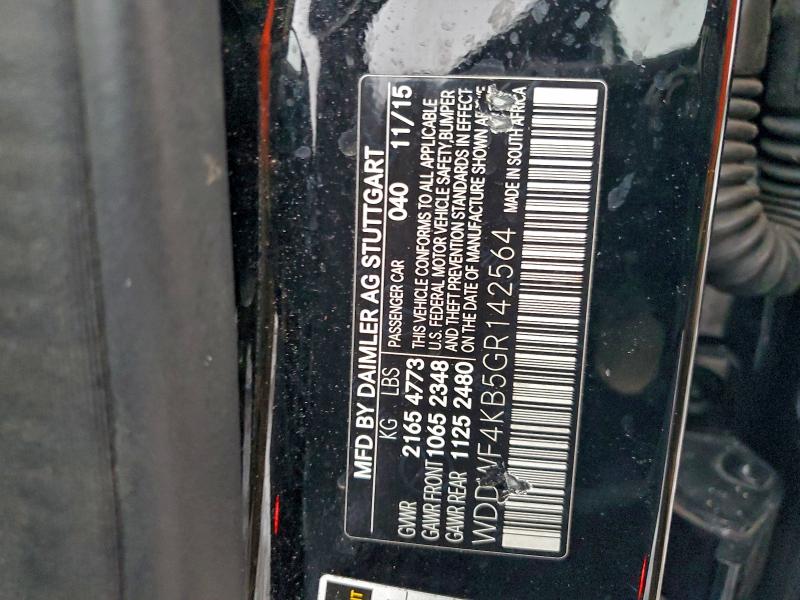 MFD BY DAIMLER AG STUTTGART
KG LBS
GWWR 2165 4773
GAWR FRONT 1065 2348
GAWR REAR 1125 2480
PASSENGER CAR 040 11/15
THIS VEHICLE CONFORMS TO ALL APPLICABLE
U.S. FEDERAL MOTOR VEHICLE SAFETY,BUMPER
AND THEFT PREVENTION STANDARDS IN EFFECT
ON THE DATE OF MANUFACTURE SHOWN
WDDWF4KB5GR142564 MADE IN SOUTH AFRICA